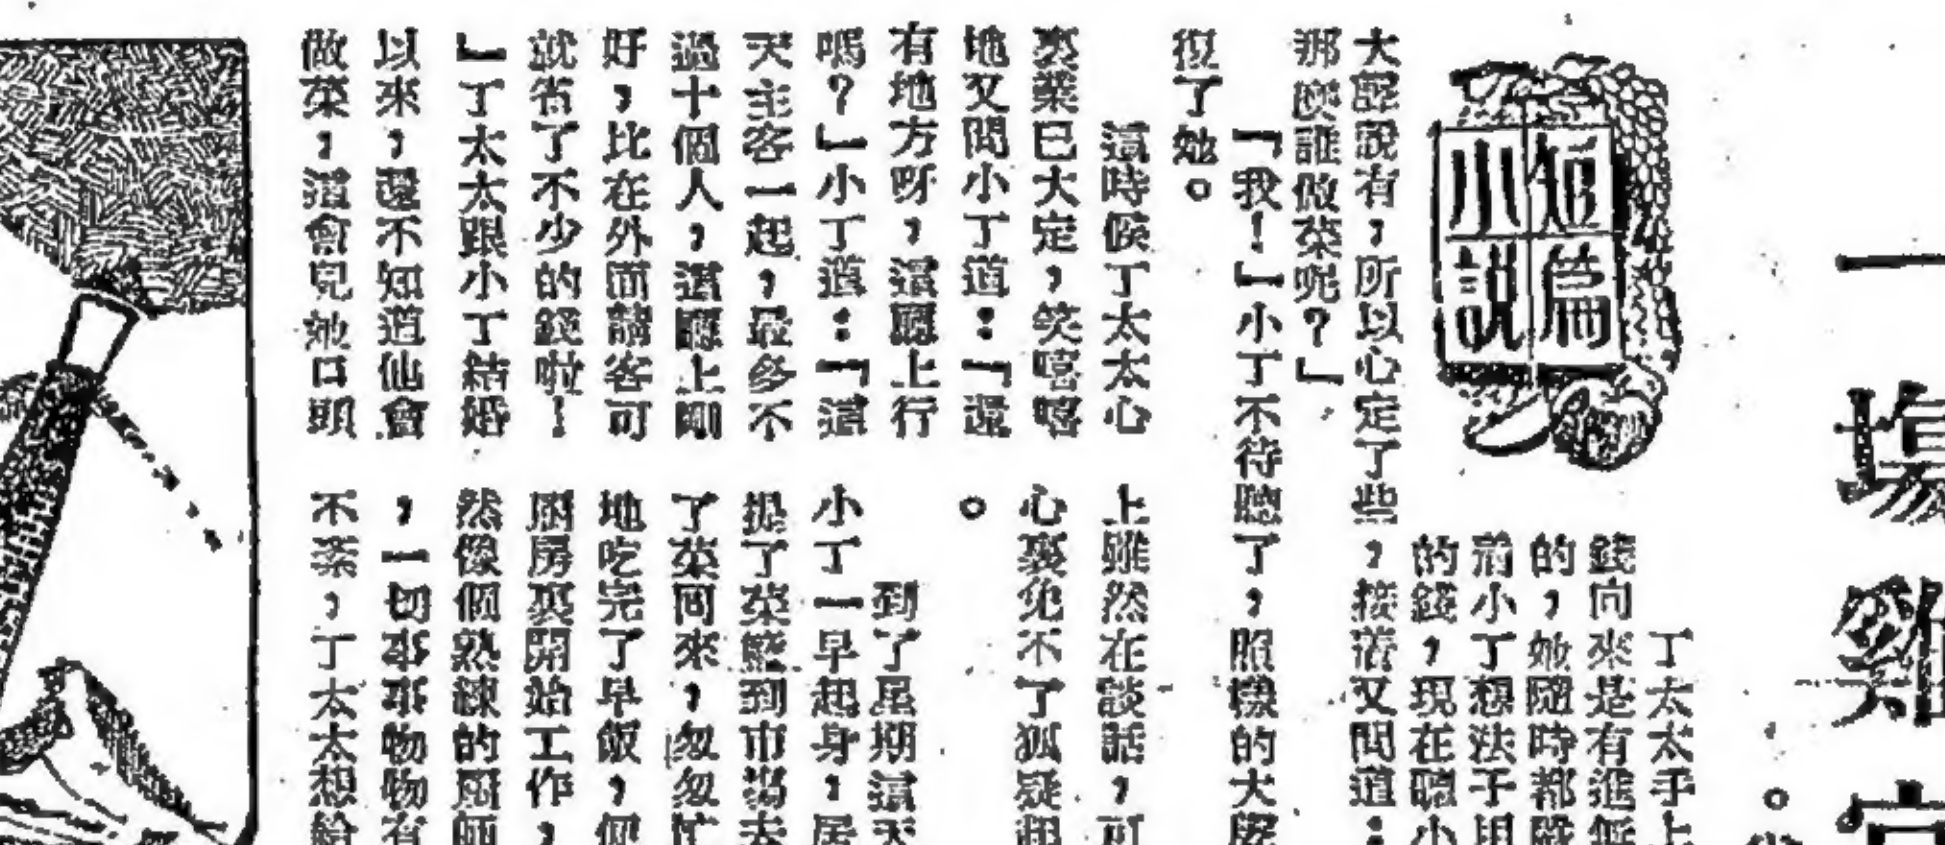 一場雞
短篇
小説
丁太太手上
錢向來是有進無
的，她隨時都
前小丁想法子用
的錢，現在聽小
大聲說有，所以心定了些，接着又問道：
那麽誰做菜呢？』
『我！』小丁不待聽了，照樣的大聲
復了她。
這時候丁太太心
裏業已大定，笑嘻嘻
地又問小丁道：『還
有地方呀，這廳上行
嗎？』小丁道：『這
天主客一起，最多不
過十個人，這廳上剛
好，比在外面請客可
就省了不少的錢啦！
』丁太太跟小丁結婚
以來，還不知道他會
做菜，這會兒她口頭
上雖然在談話，可
心裏免不了狐疑起
。
到了星期這天
小丁一早起身，居
提了菜籃到市場去
了菜回來，匆匆忙
地吃完了早飯，便
厨房裏開始工作，
然像個熟練的厨師
，一切事事物物有
不紊，丁太太想給